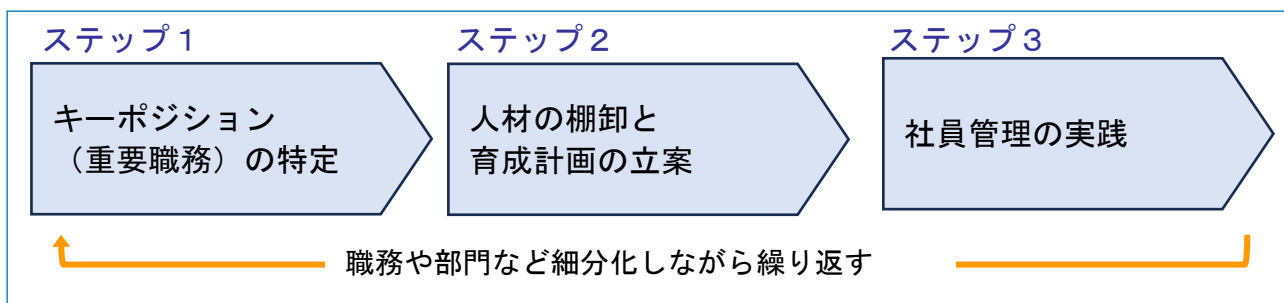 ステップ１
キーポジション
（重要職務）の特定
ステップ２
人材の棚卸と
育成計画の立案
ステップ３
社員管理の実践
職務や部門など細分化しながら繰り返す